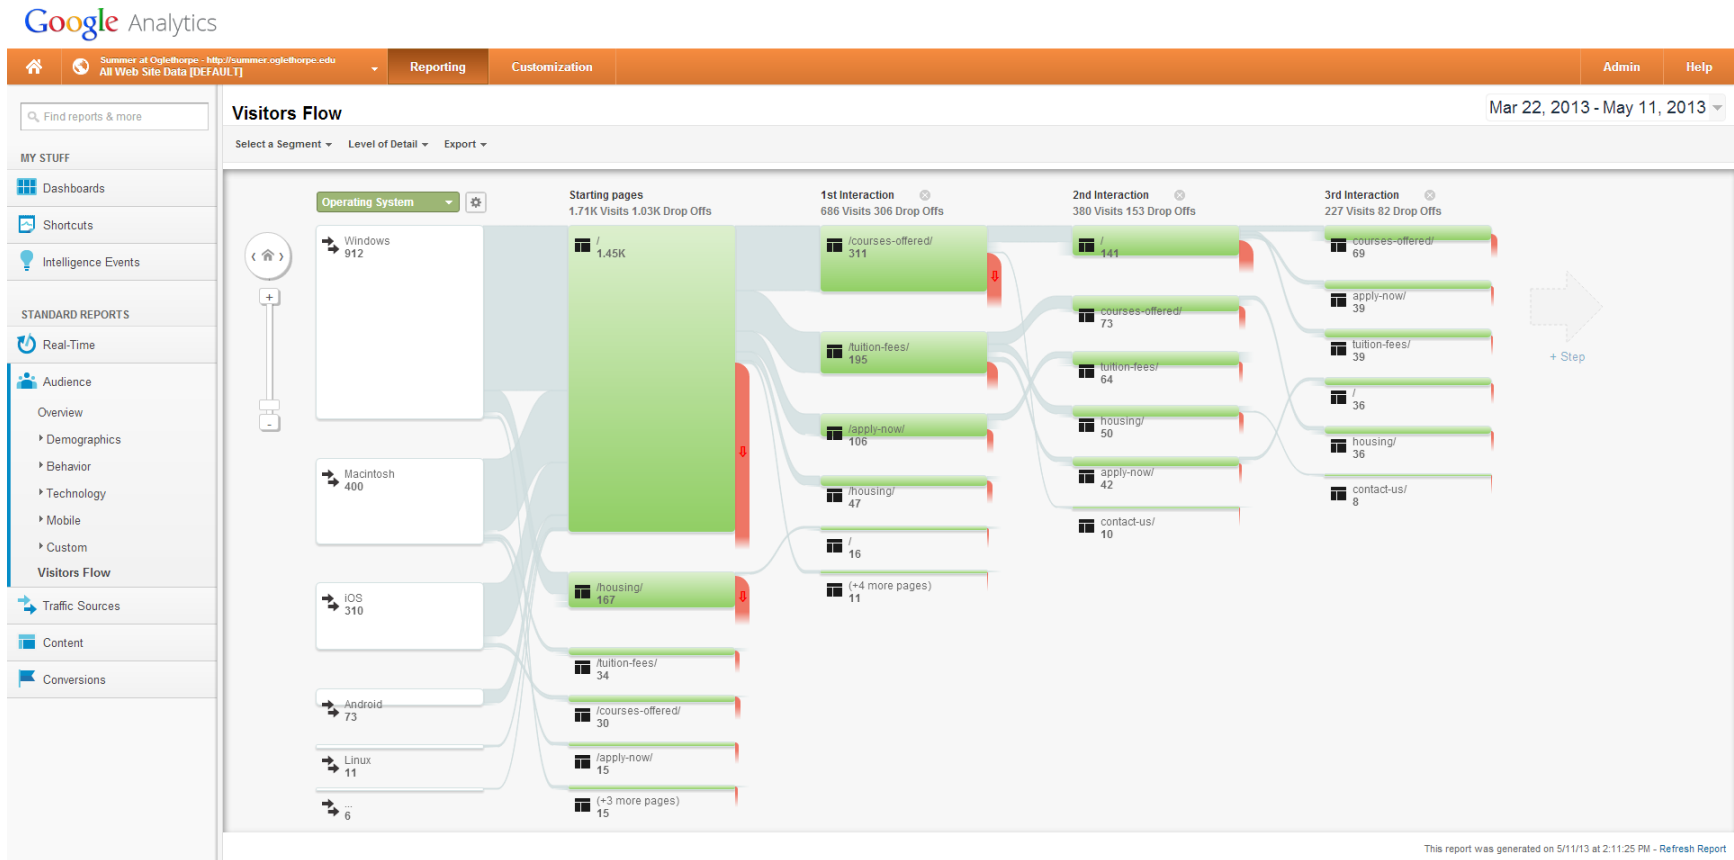 Google Analytics
Summer at Oglethorpe - http://summer.oglethorpe.edu
All Web Site Data [DEFAULT]
Reporting
Customization
Admin
Help
Find reports & more
MY STUFF
Dashboards
Shortcuts
Intelligence Events
STANDARD REPORTS
Real-Time
Audience
Overview
Demographics
Behavior
Technology
Mobile
Custom
Visitors Flow
Traffic Sources
Content
Conversions
Visitors Flow
Mar 22, 2013 - May 11, 2013
Select a Segment
Level of Detail
Export
Operating System
Windows
912
Macintosh
400
iOS
310
Android
73
Linux
11
...
6
Starting pages
1.71K Visits 1.03K Drop Offs
/
1.45K
/housing/
167
/tuition-fees/
34
/courses-offered/
30
/apply-now/
15
(+3 more pages)
15
1st Interaction
686 Visits 306 Drop Offs
/courses-offered/
311
/tuition-fees/
195
/apply-now/
106
/housing/
47
/
16
(+4 more pages)
11
2nd Interaction
380 Visits 153 Drop Offs
/
141
courses-offered/
73
tuition-fees/
64
housing/
50
apply-now/
42
contact-us/
10
3rd Interaction
227 Visits 82 Drop Offs
courses-offered/
69
apply-now/
39
tuition-fees/
39
/
36
housing/
36
contact-us/
8
+ Step
This report was generated on 5/11/13 at 2:11:25 PM - Refresh Report